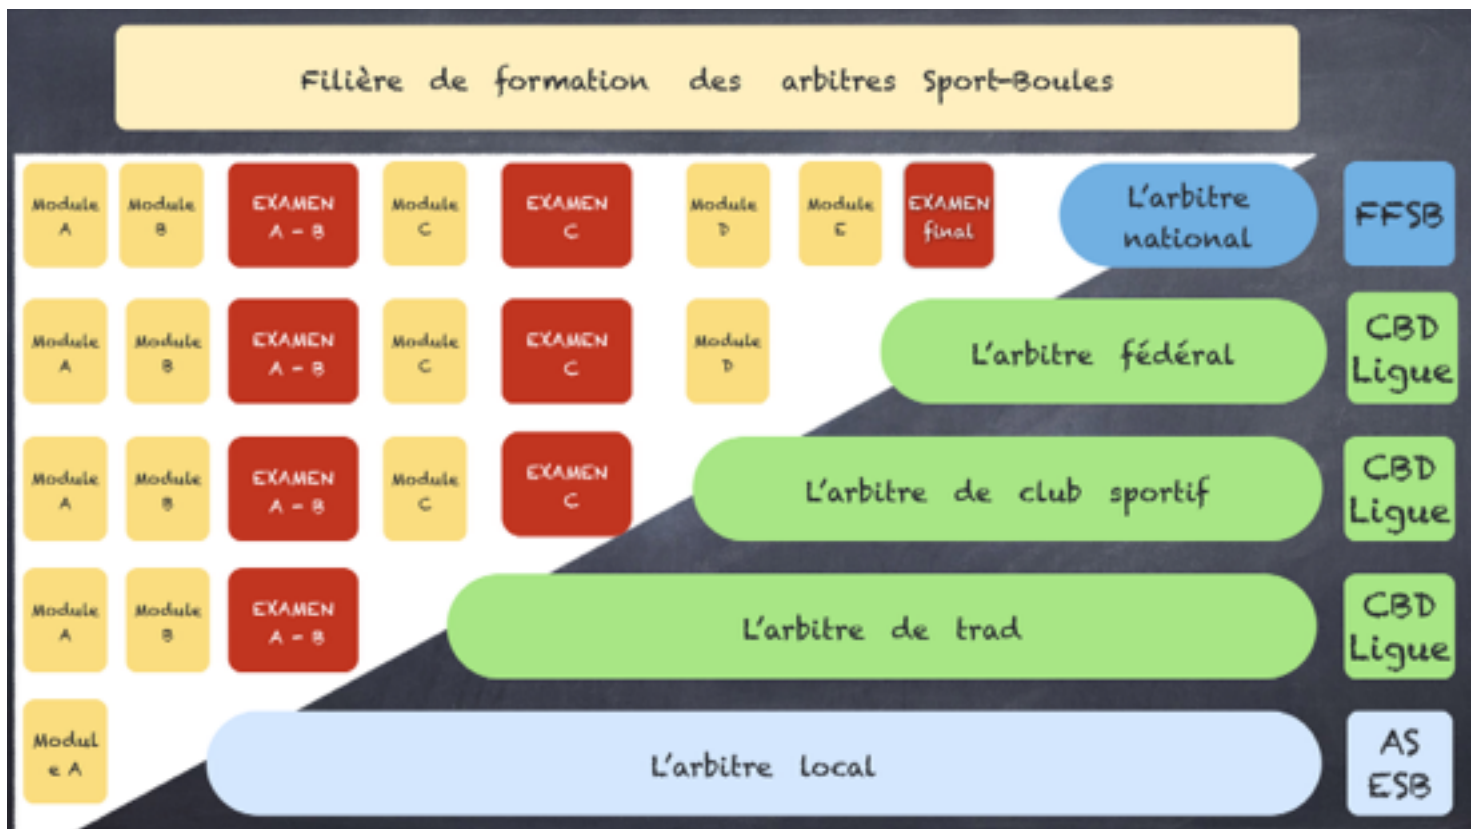 Filière de formation des arbitres Sport-Boules
Module
A
Module
B
EXAMEN
A - B
Module
C
EXAMEN
C
Module
D
Module
E
EXAMEN
final
L'arbitre
national
FFSB
Module
A
Module
B
EXAMEN
A - B
Module
C
EXAMEN
C
Module
D
L'arbitre fédéral
CBD
Ligue
Module
A
Module
B
EXAMEN
A - B
Module
C
EXAMEN
C
L'arbitre de club sportif
CBD
Ligue
Module
A
Module
B
EXAMEN
A - B
L'arbitre de trad
CBD
Ligue
Modul
e A
L'arbitre local
AS
ESB